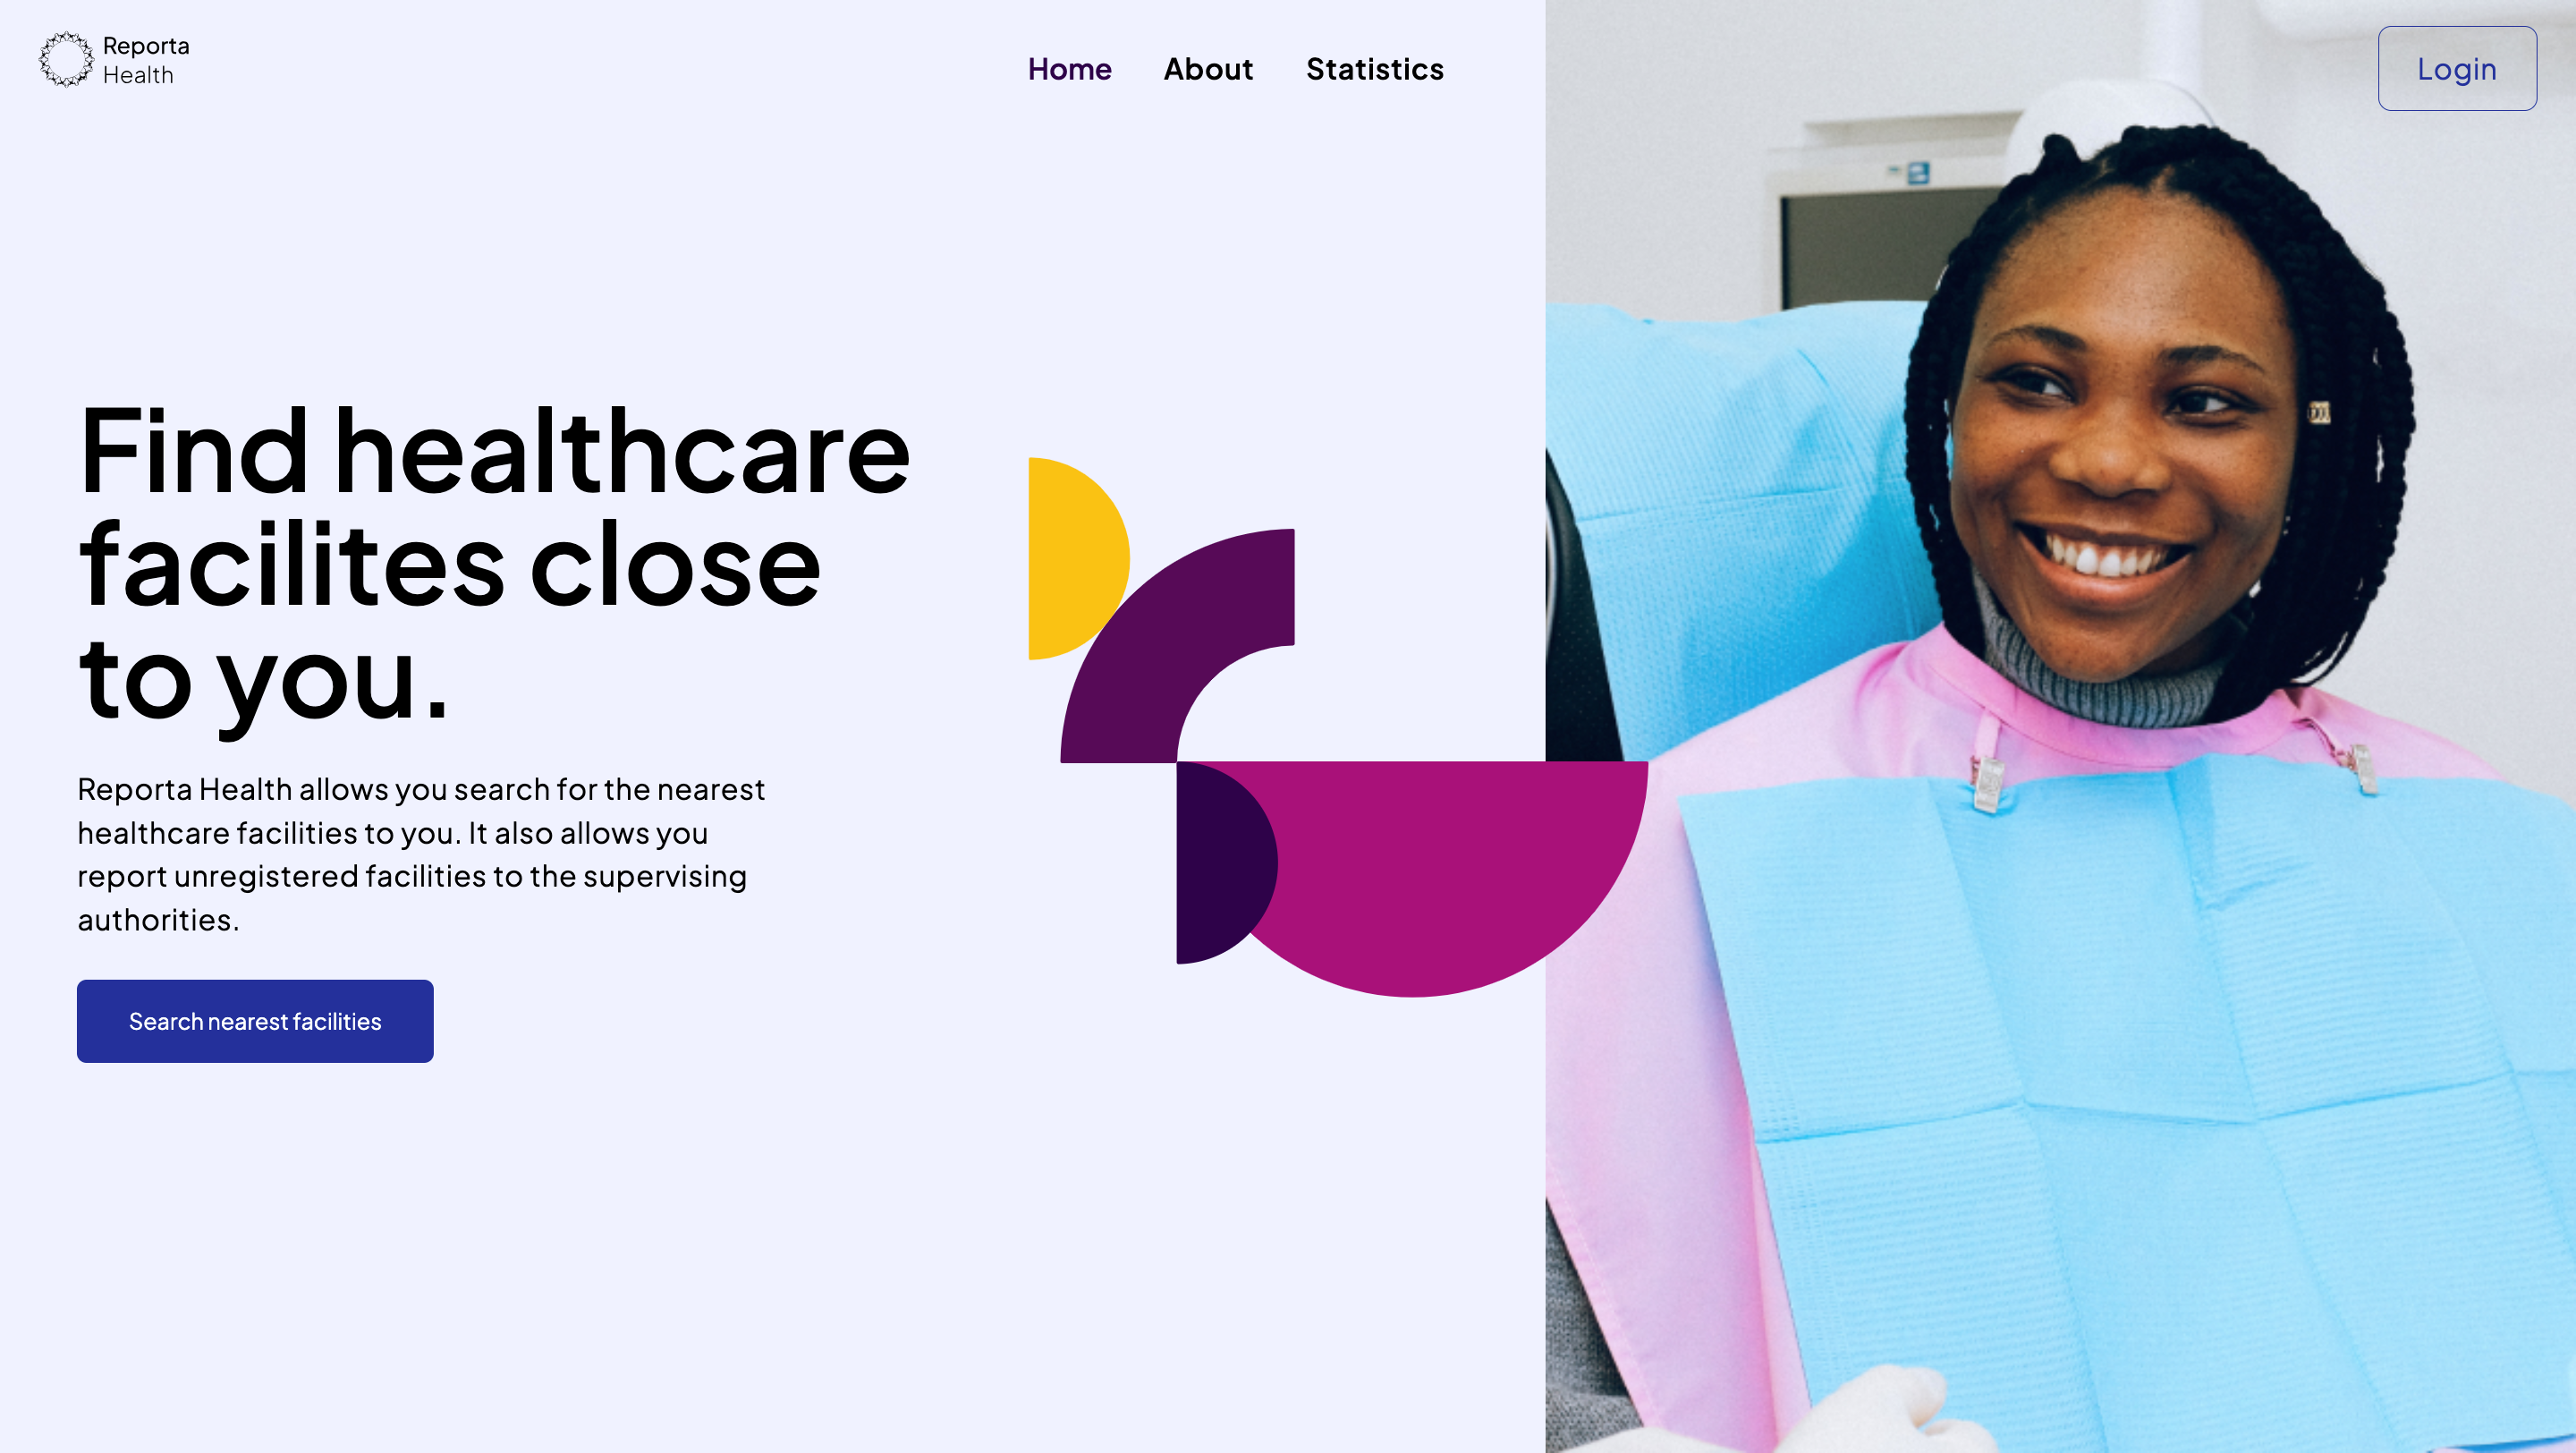 Reporta
Health
Home
About
Statistics
Login
Find healthcare
facilites close
to you.
Reporta Health allows you search for the nearest
healthcare facilities to you. It also allows you
report unregistered facilities to the supervising
authorities.
Search nearest facilities